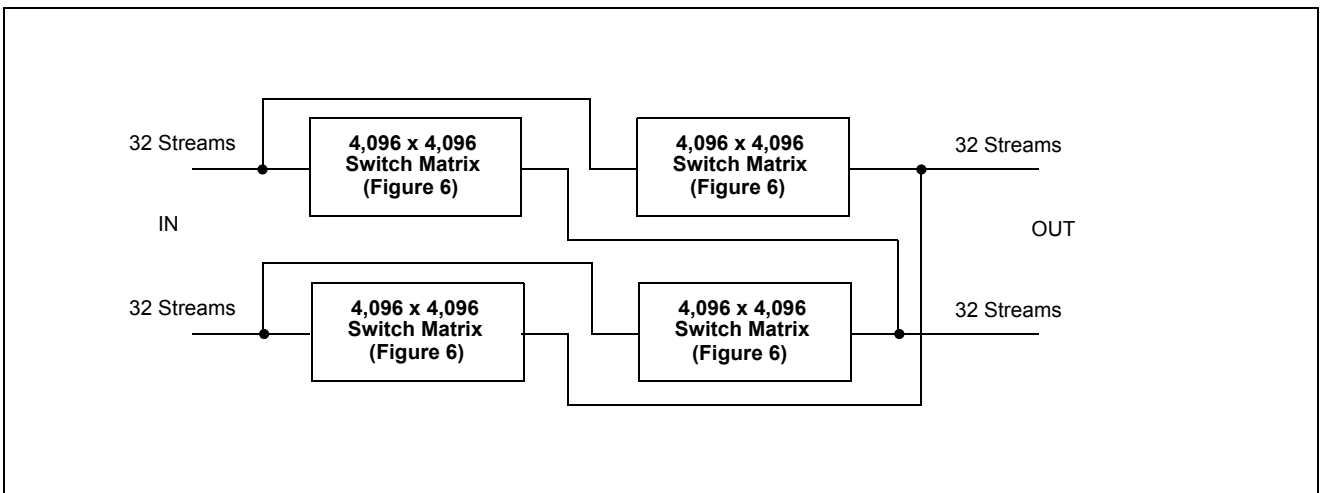 32 Streams
4,096 x 4,096
Switch Matrix
(Figure 6)
4,096 x 4,096
Switch Matrix
(Figure 6)
32 Streams
IN
OUT
32 Streams
4,096 x 4,096
Switch Matrix
(Figure 6)
4,096 x 4,096
Switch Matrix
(Figure 6)
32 Streams